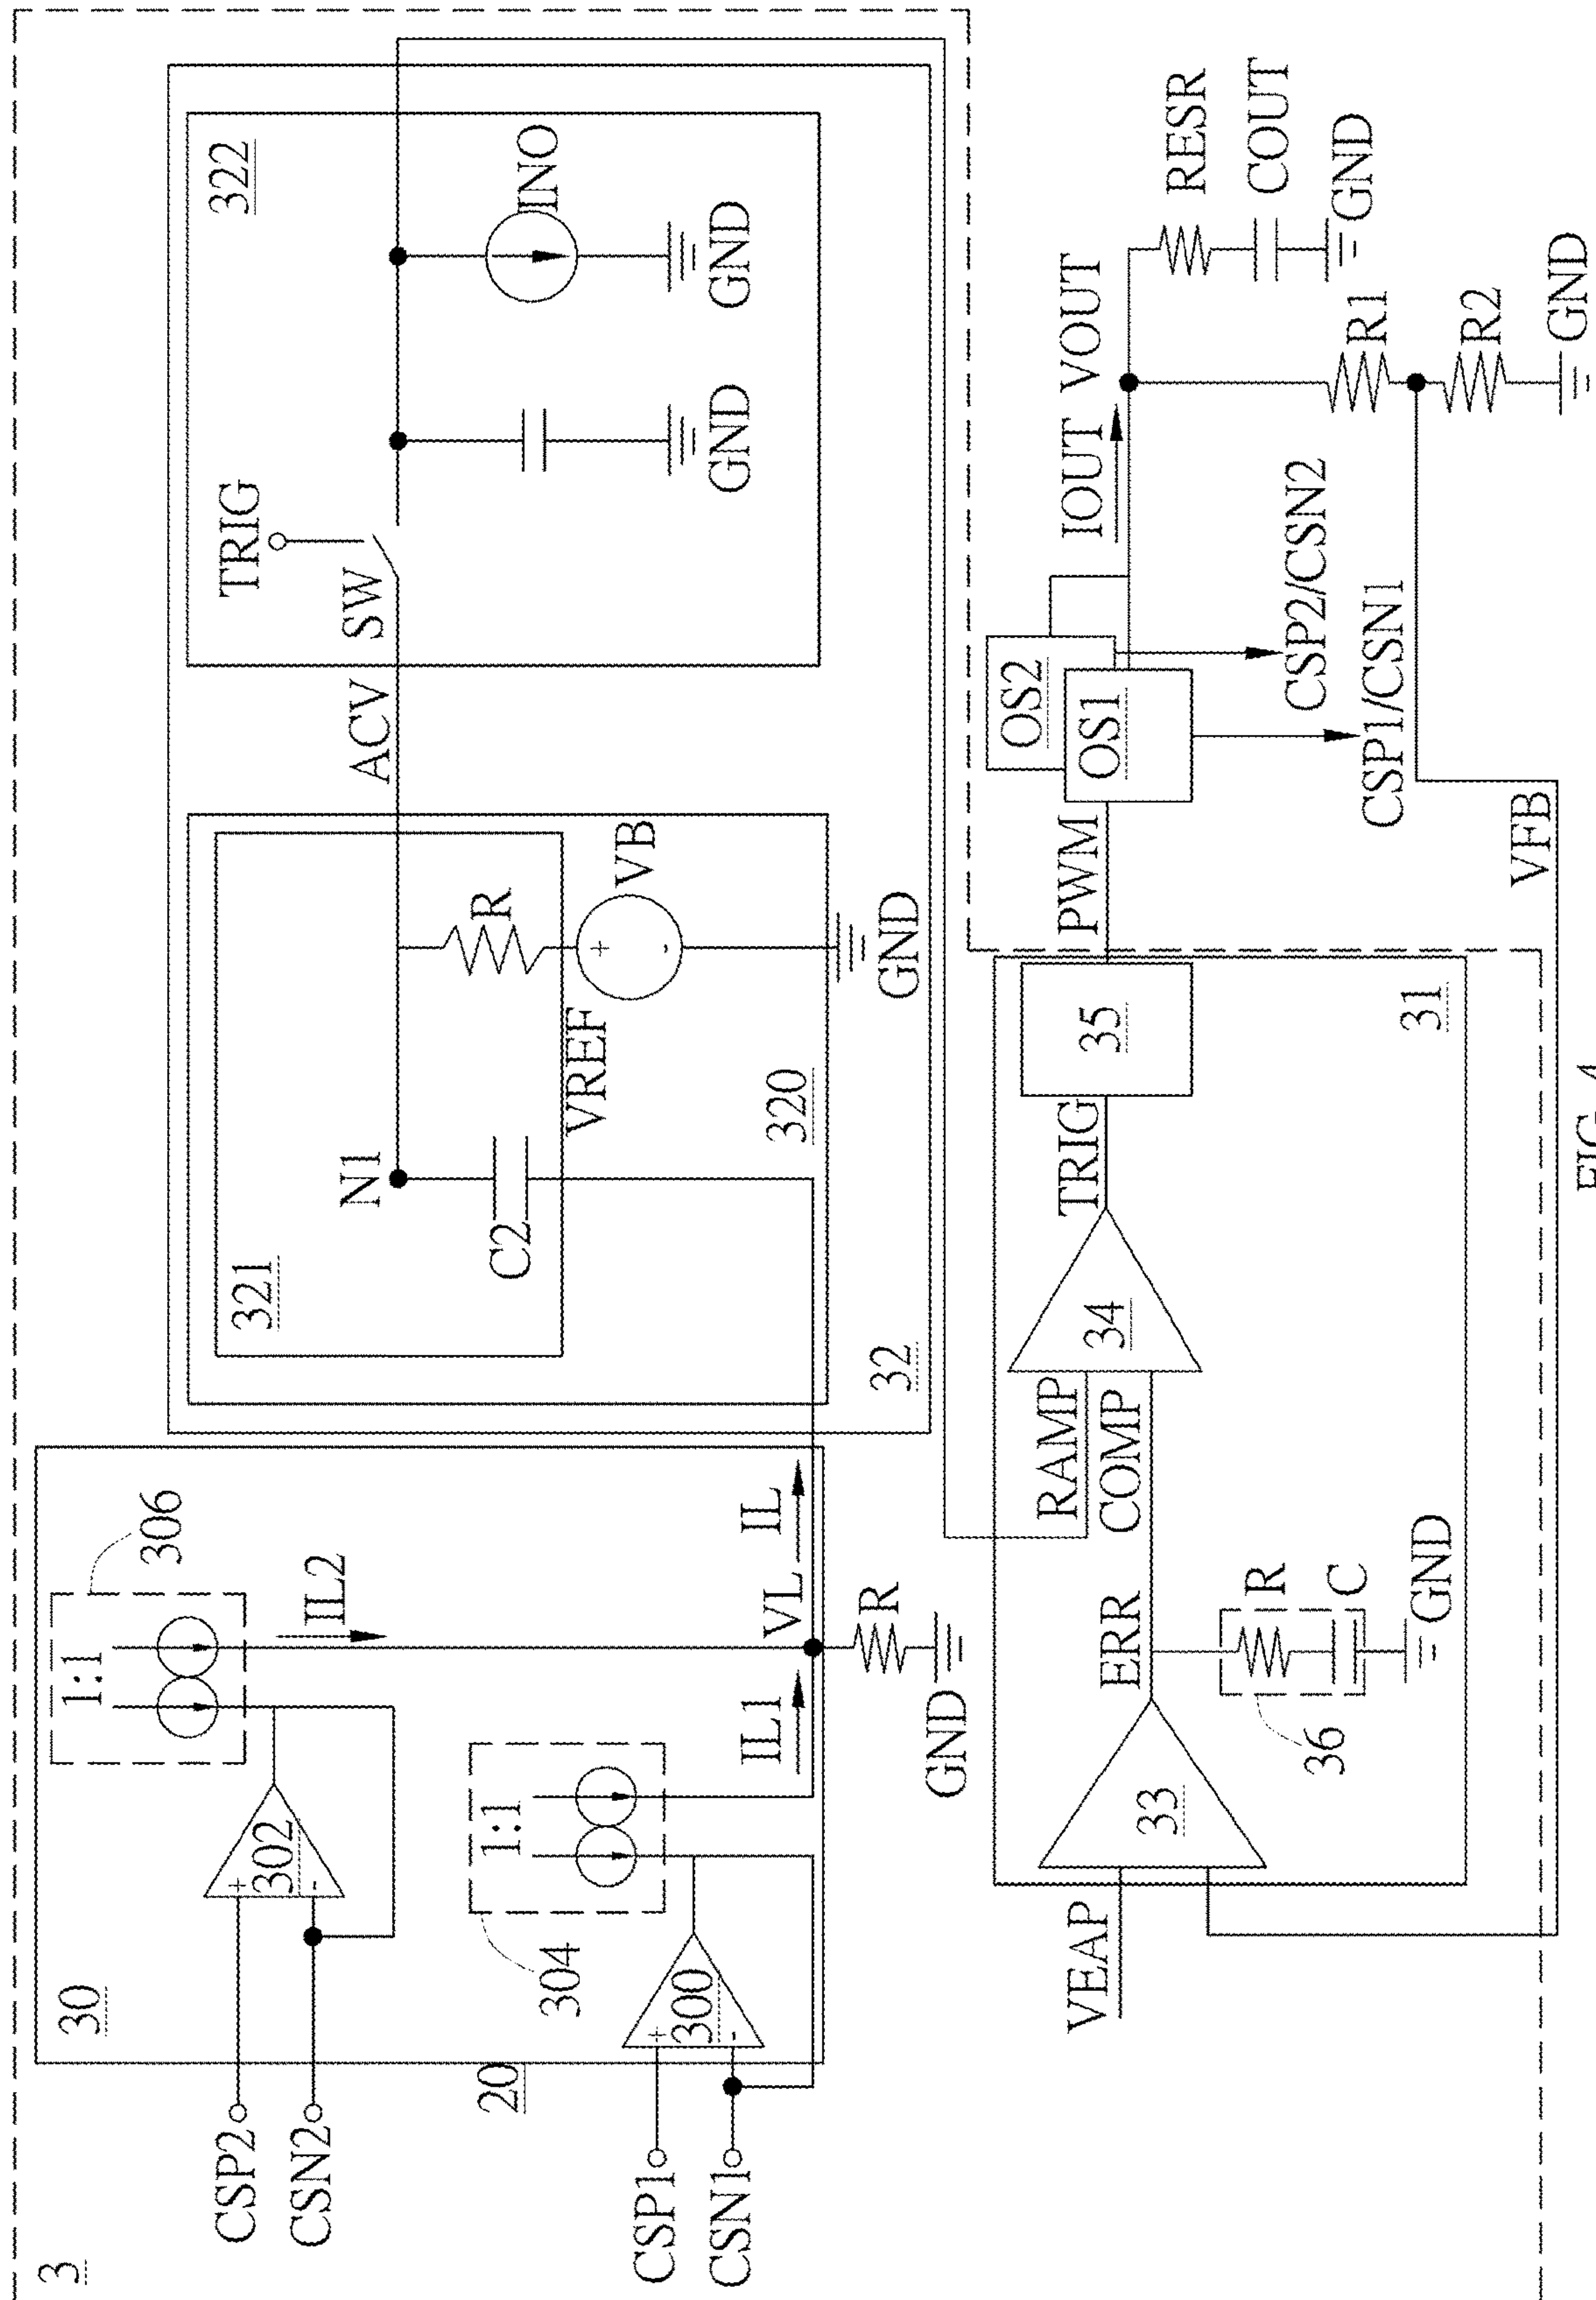 3
30
20
CSP2
CSN2
CSP1
CSN1
302
+
-
300
+
-
304
1:1
306
1:1
IL2
IL1
VL
IL
R
GND
32
320
321
N1
C2
VREF
R
+
-
VB
GND
ACV
322
SW
TRIG
GND
INO
GND
VEAP
33
ERR
36
R
C
GND
RAMP
COMP
34
TRIG
35
31
PWM
OS2
OS1
CSP2/CSN2
CSP1/CSN1
IOUT
VOUT
RESR
COUT
GND
R1
R2
GND
VFB
FIG. 4